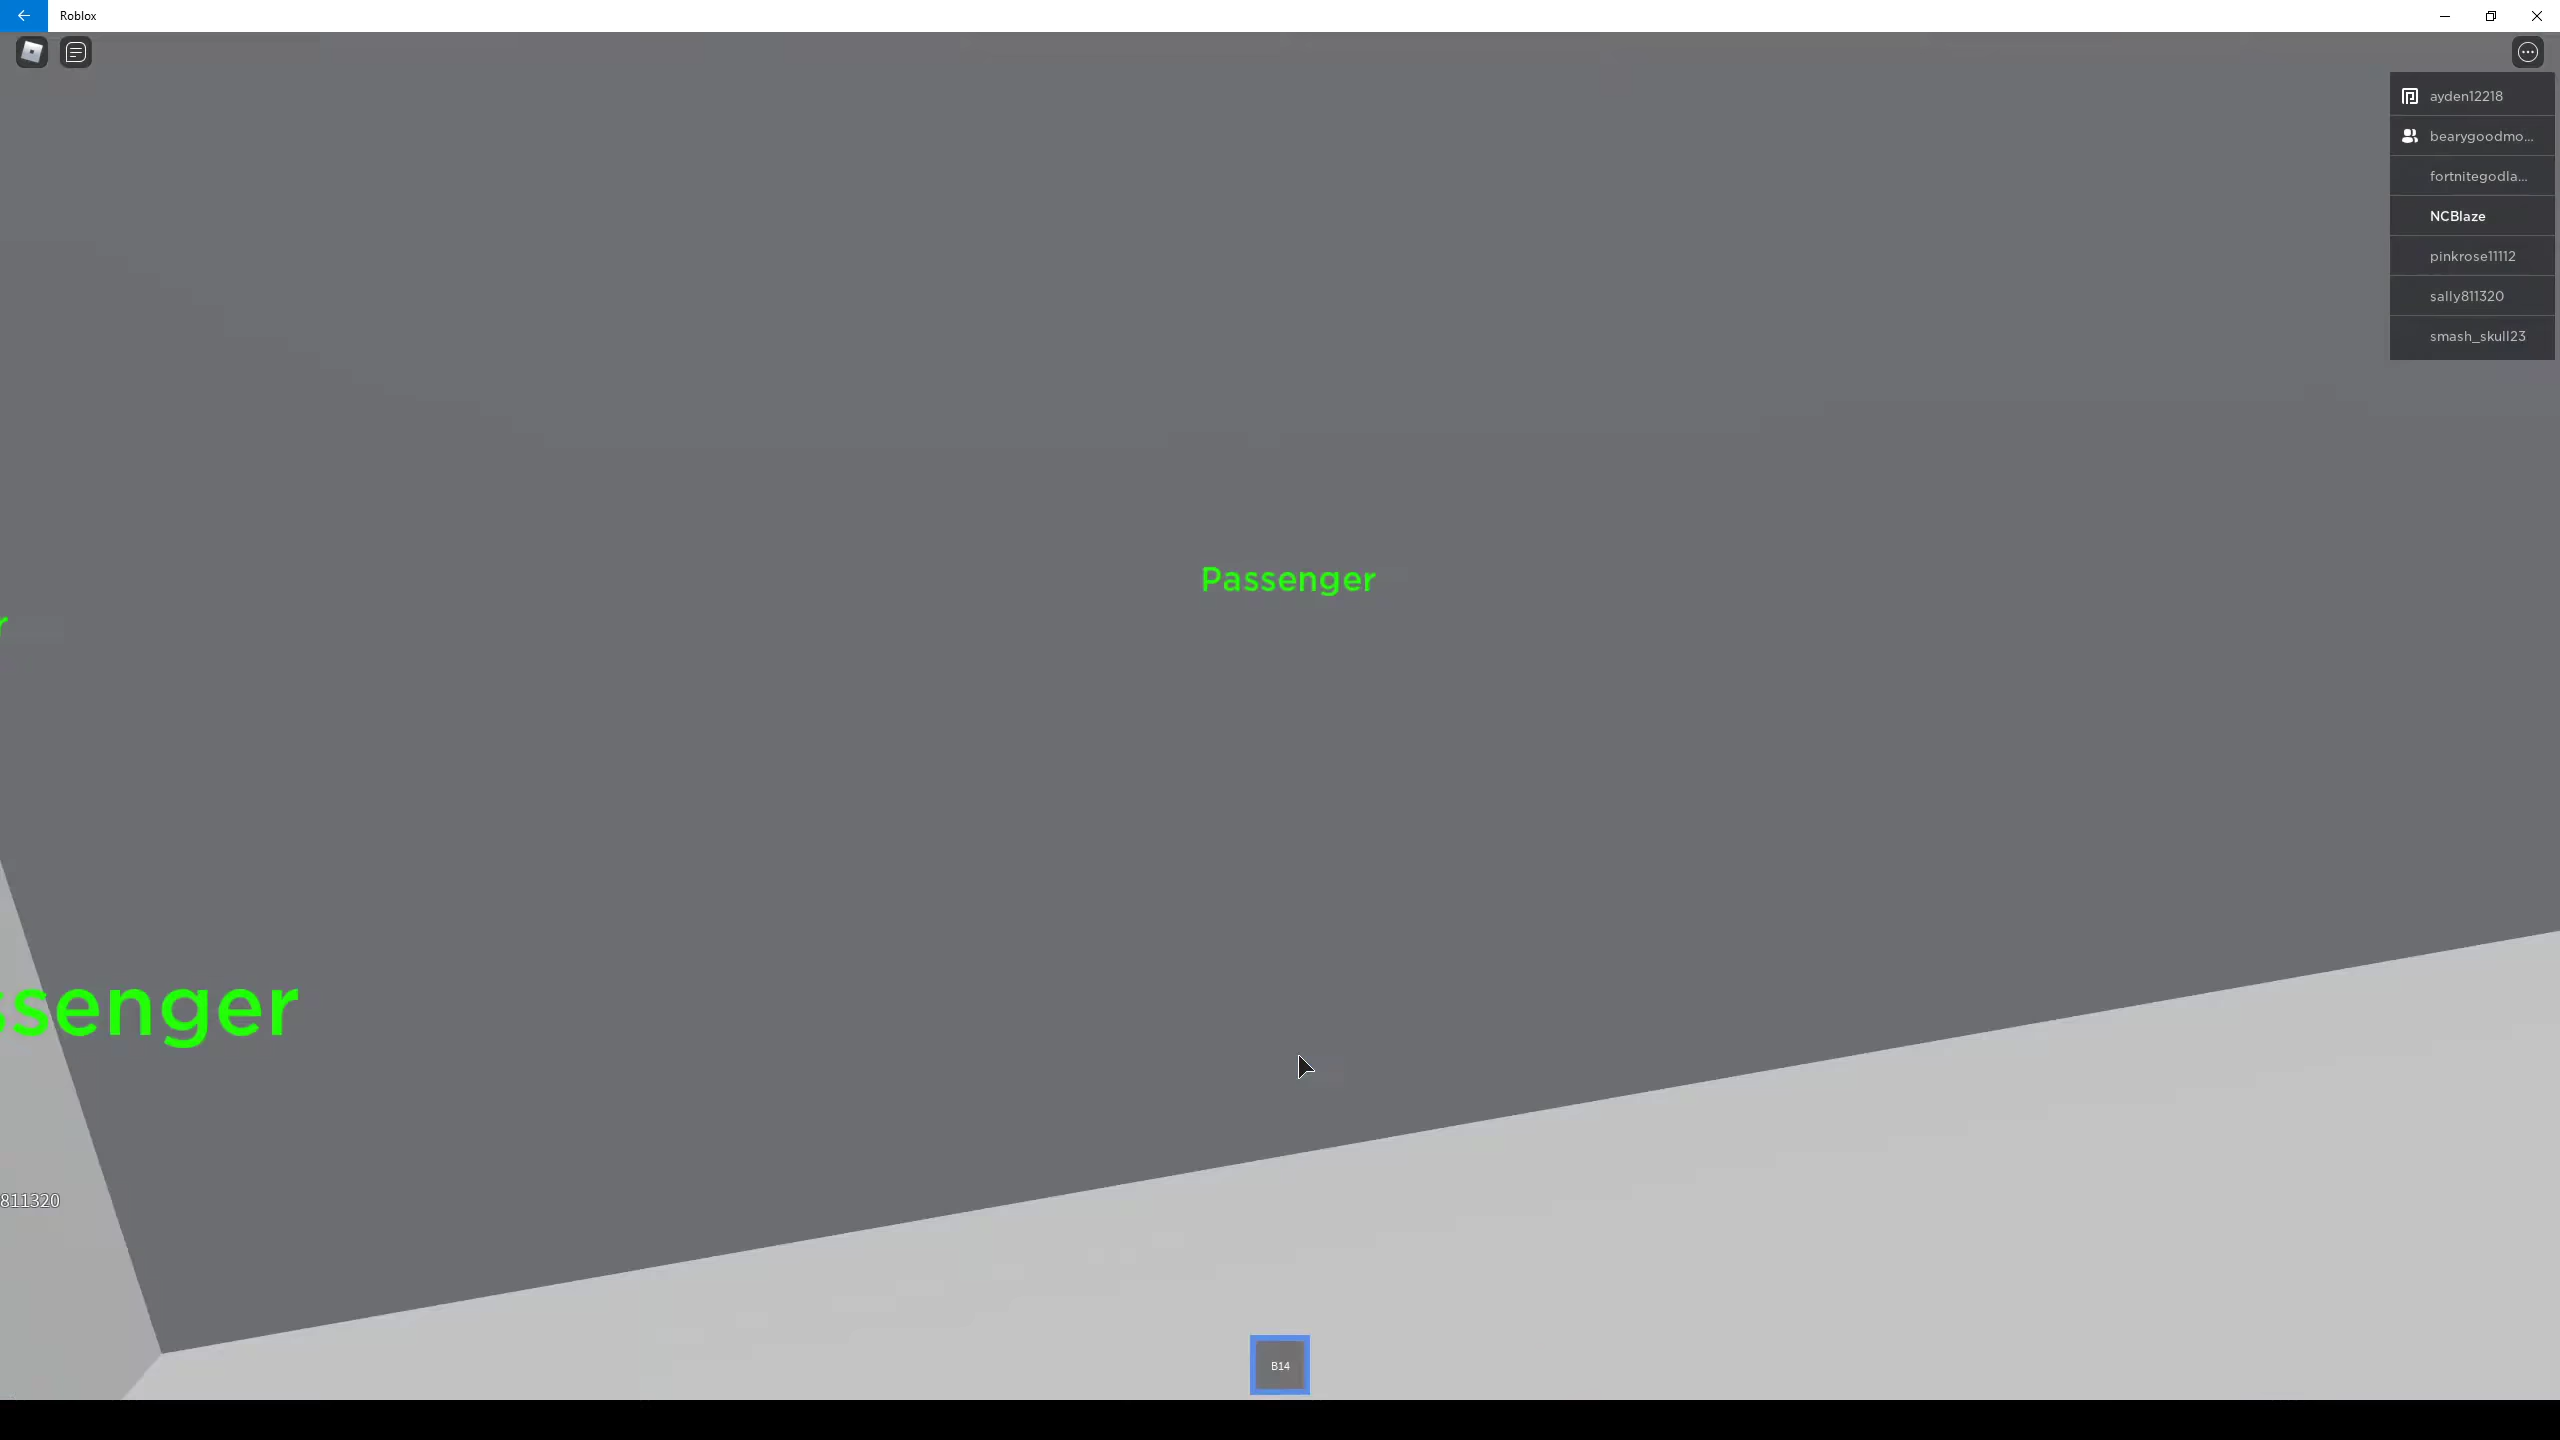 Roblox
ayden12218
bearygoodmo...
fortnitegodla...
NCBlaze
pinkrose11112
sally811320
smash_skull23
Passenger
r
ssenger
811320
B14